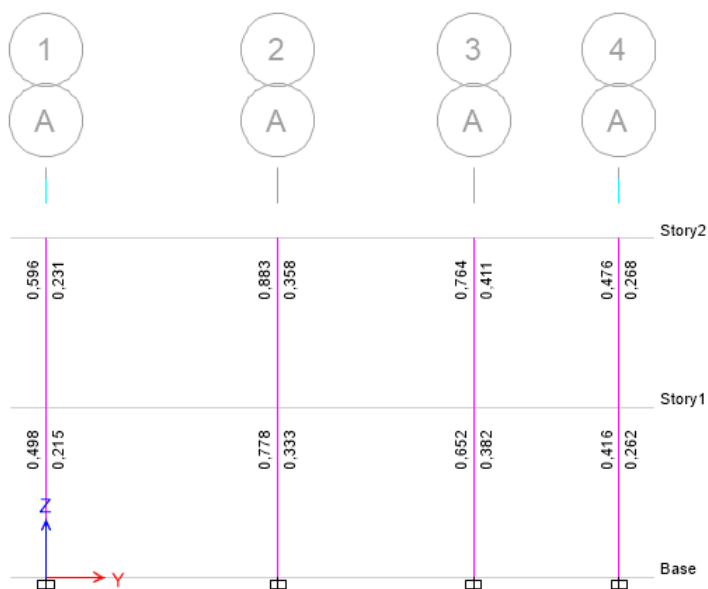 1 2 3 4
A A A A
Story2
0,596 0,231 0,883 0,358 0,764 0,411 0,476 0,268
Story1
0,498 0,215 0,778 0,333 0,652 0,382 0,416 0,262
Z
Base
Y